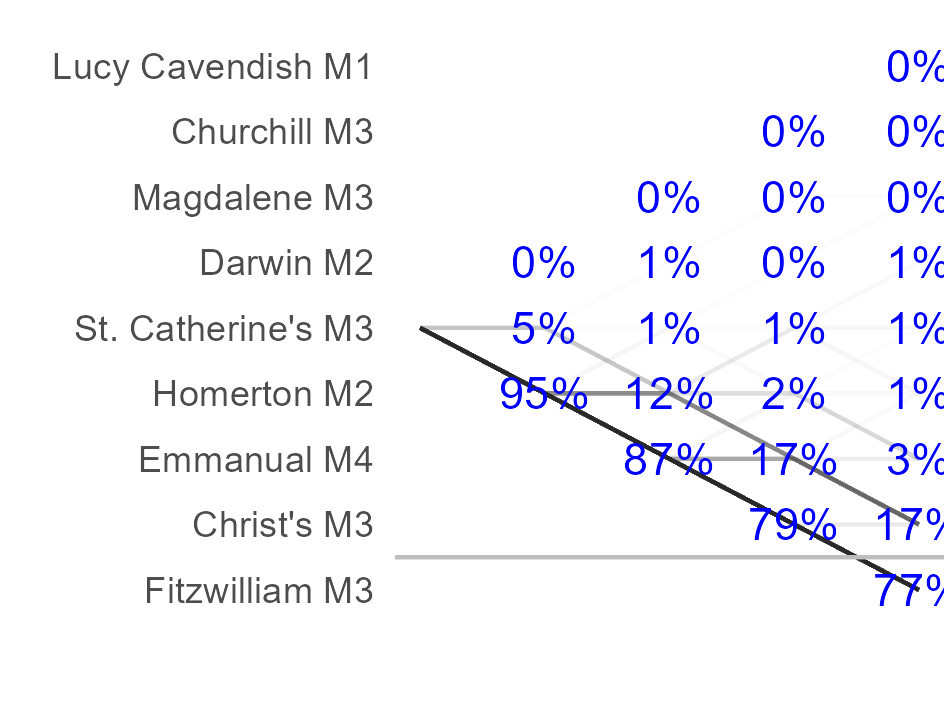 Lucy Cavendish M1 0%
Churchill M3 0% 0%
Magdalene M3 0% 0% 0%
Darwin M2 0% 1% 0% 1%
St. Catherine's M3 5% 1% 1% 1%
Homerton M2 95% 12% 2% 1%
Emmanual M4 87% 17% 3%
Christ's M3 79% 17%
Fitzwilliam M3 77%